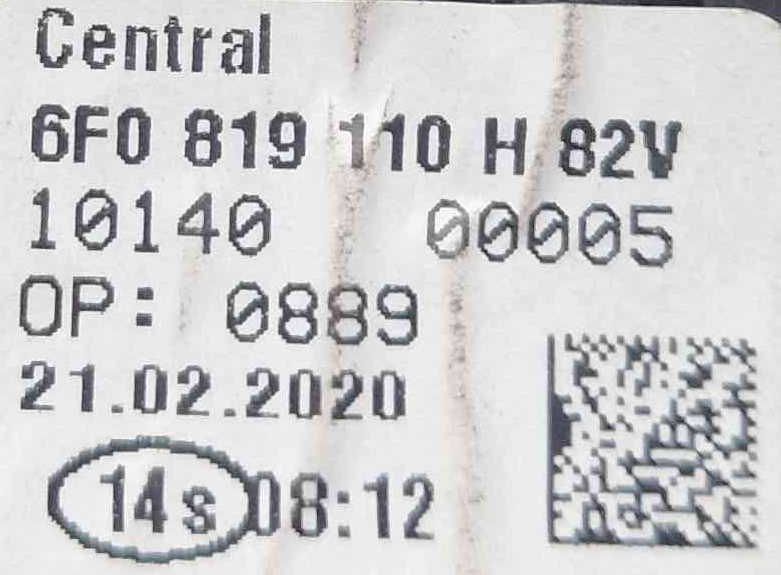 Central
6F0 819 110 H 82V
10140 00005
OP: 0889
21.02.2020
14s 08:12